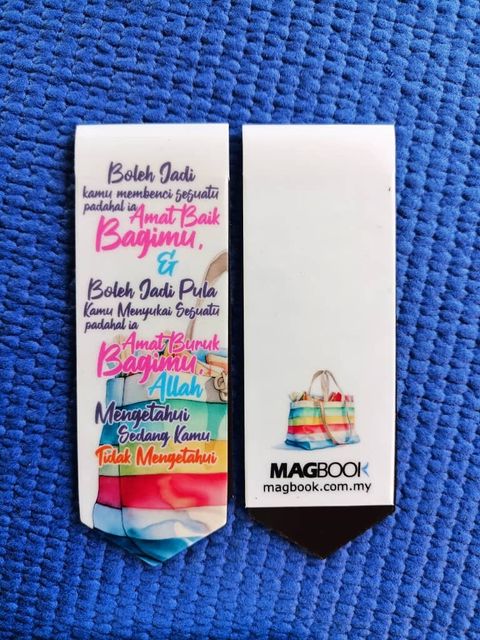 Boleh Jadi
kamu membenci sesuatu
padahal ia Amat Baik
Bagimu,
&
Boleh Jadi Pula
Kamu Menyukai Sesuatu
padahal ia
Amat Buruk
Bagimu,
Allah
Mengetahui
Sedang Kamu
Tidak Mengetahui
MAGBOOK
magbook.com.my